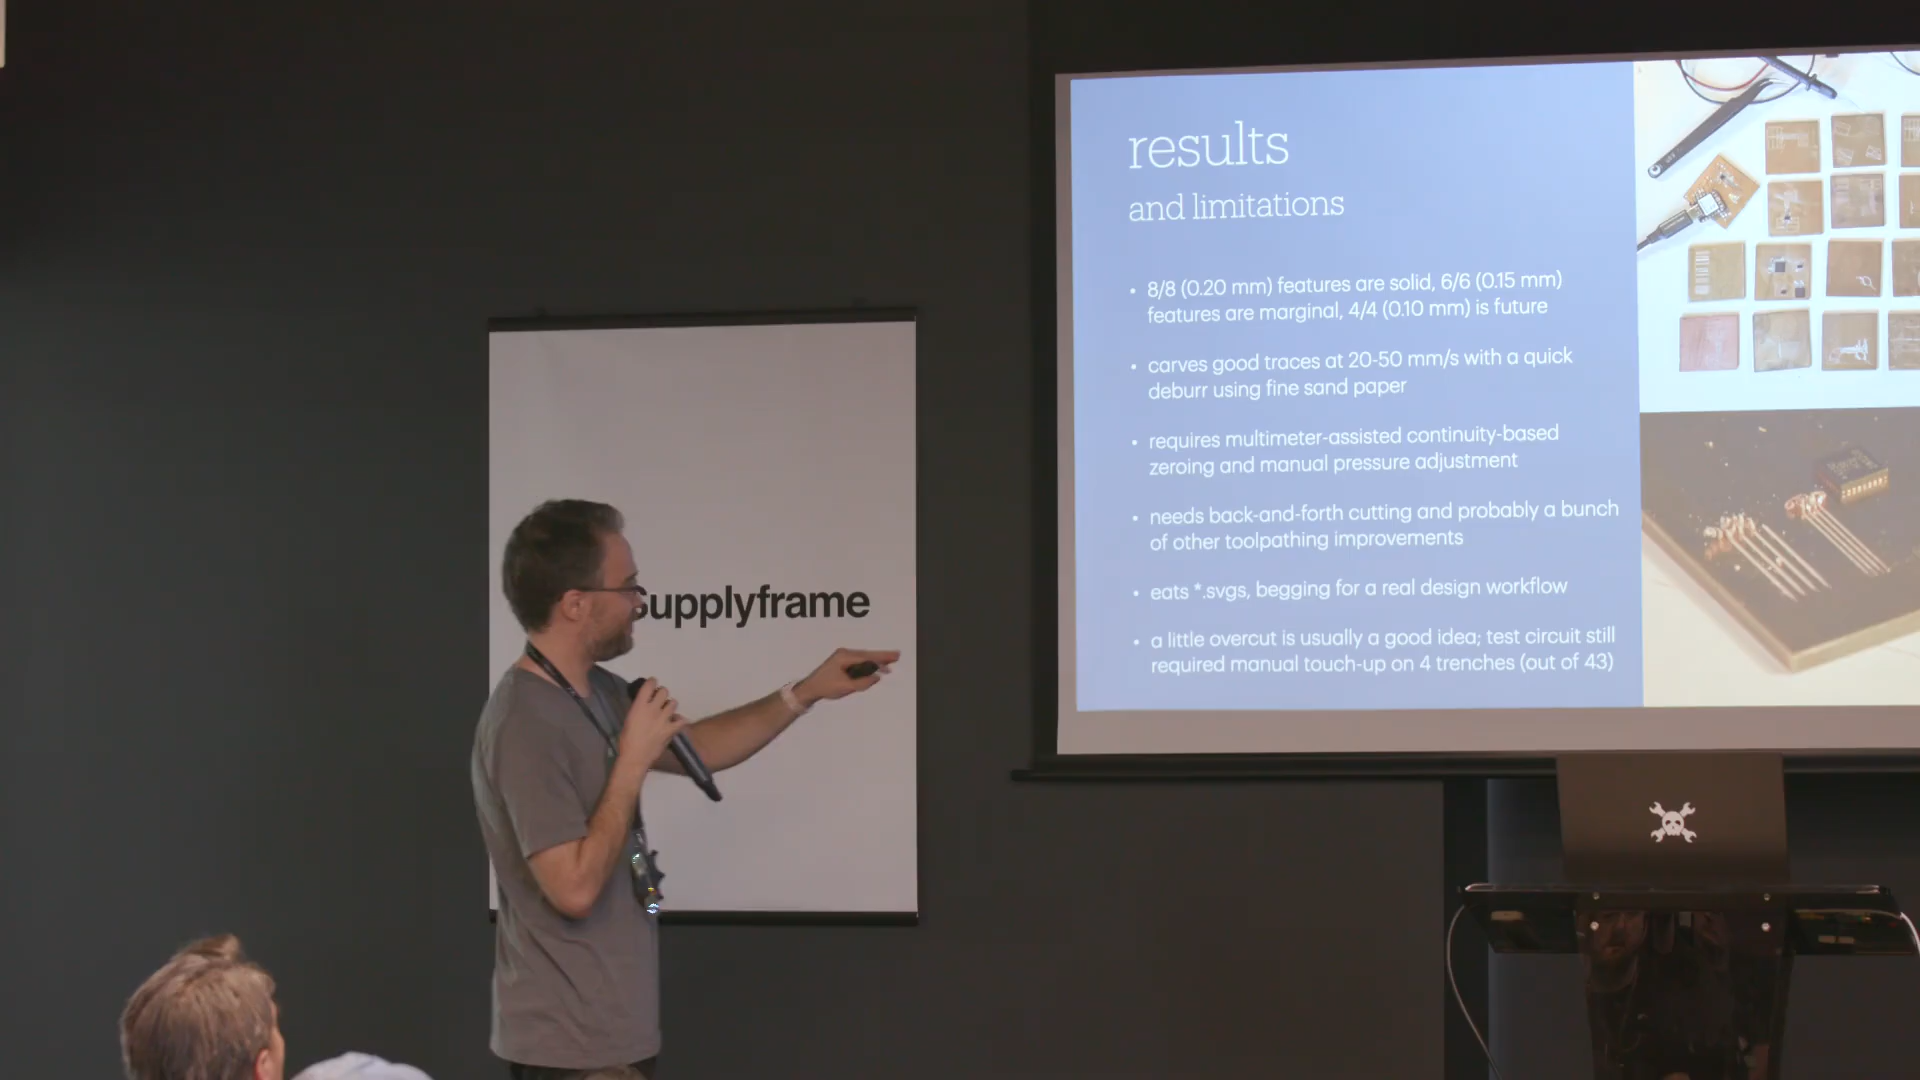 results
and limitations
• 8/8 (0.20 mm) features are solid, 6/6 (0.15 mm)
features are marginal, 4/4 (0.10 mm) is future
• carves good traces at 20-50 mm/s with a quick
deburr using fine sand paper
• requires multimeter-assisted continuity-based
zeroing and manual pressure adjustment
• needs back-and-forth cutting and probably a bunch
of other toolpathing improvements
• eats *.svgs, begging for a real design workflow
• a little overcut is usually a good idea; test circuit still
required manual touch-up on 4 trenches (out of 43)
Supplyframe